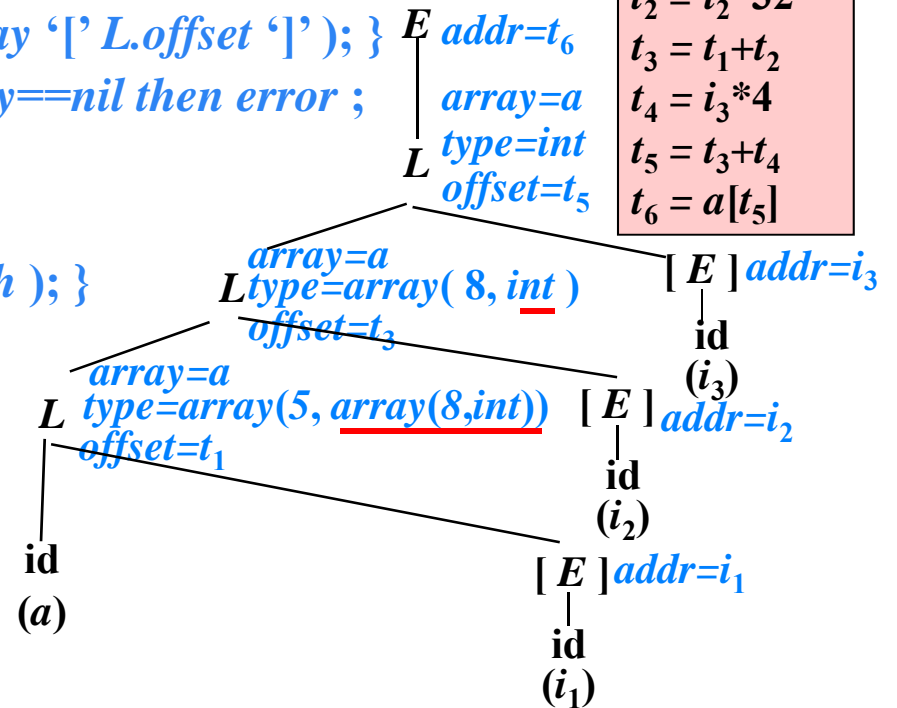 ay ‘[’ L.offset ‘]’ ); }
y==nil then error ;
h ); }
E addr=t₆
array=a
L type=int
offset=t₅
t₃ = t₁+t₂
t₄ = i₃*4
t₅ = t₃+t₄
t₆ = a[t₅]
array=a
L type=array( 8, int )
offset=t₃
[ E ] addr=i₃
id
(i₃)
array=a
L type=array(5, array(8,int))
offset=t₁
[ E ] addr=i₂
id
(i₂)
id
(a)
[ E ] addr=i₁
id
(i₁)